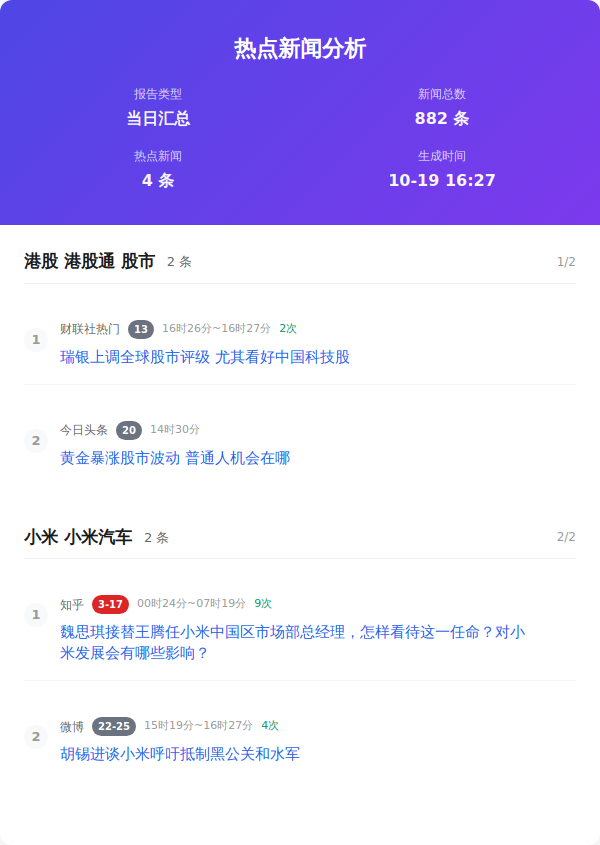 热点新闻分析
报告类型
新闻总数
当日汇总
882 条
热点新闻
生成时间
4 条
10-19 16:27
港股 港股通 股市 2 条 1/2
1
财联社热门 13 16时26分~16时27分 2次
瑞银上调全球股市评级 尤其看好中国科技股
2
今日头条 20 14时30分
黄金暴涨股市波动 普通人机会在哪
小米 小米汽车 2 条 2/2
1
知乎 3-17 00时24分~07时19分 9次
魏思琪接替王腾任小米中国区市场部总经理，怎样看待这一任命？对小
米发展会有哪些影响？
2
微博 22-25 15时19分~16时27分 4次
胡锡进谈小米呼吁抵制黑公关和水军